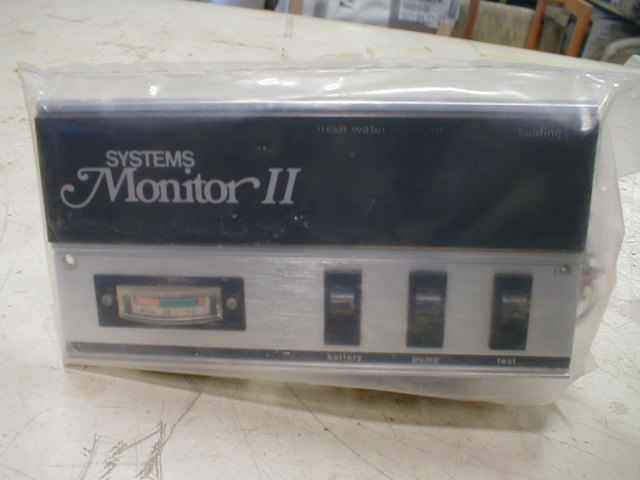 fresh water
holding
SYSTEMS
Monitor II
battery
pump
test